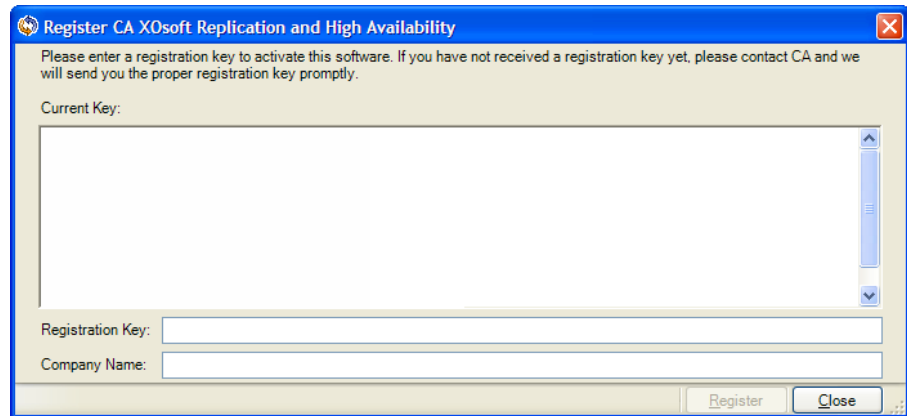 Register CA XOsoft Replication and High Availability
Please enter a registration key to activate this software. If you have not received a registration key yet, please contact CA and we
will send you the proper registration key promptly.
Current Key:
Registration Key:
Company Name:
Register
Close